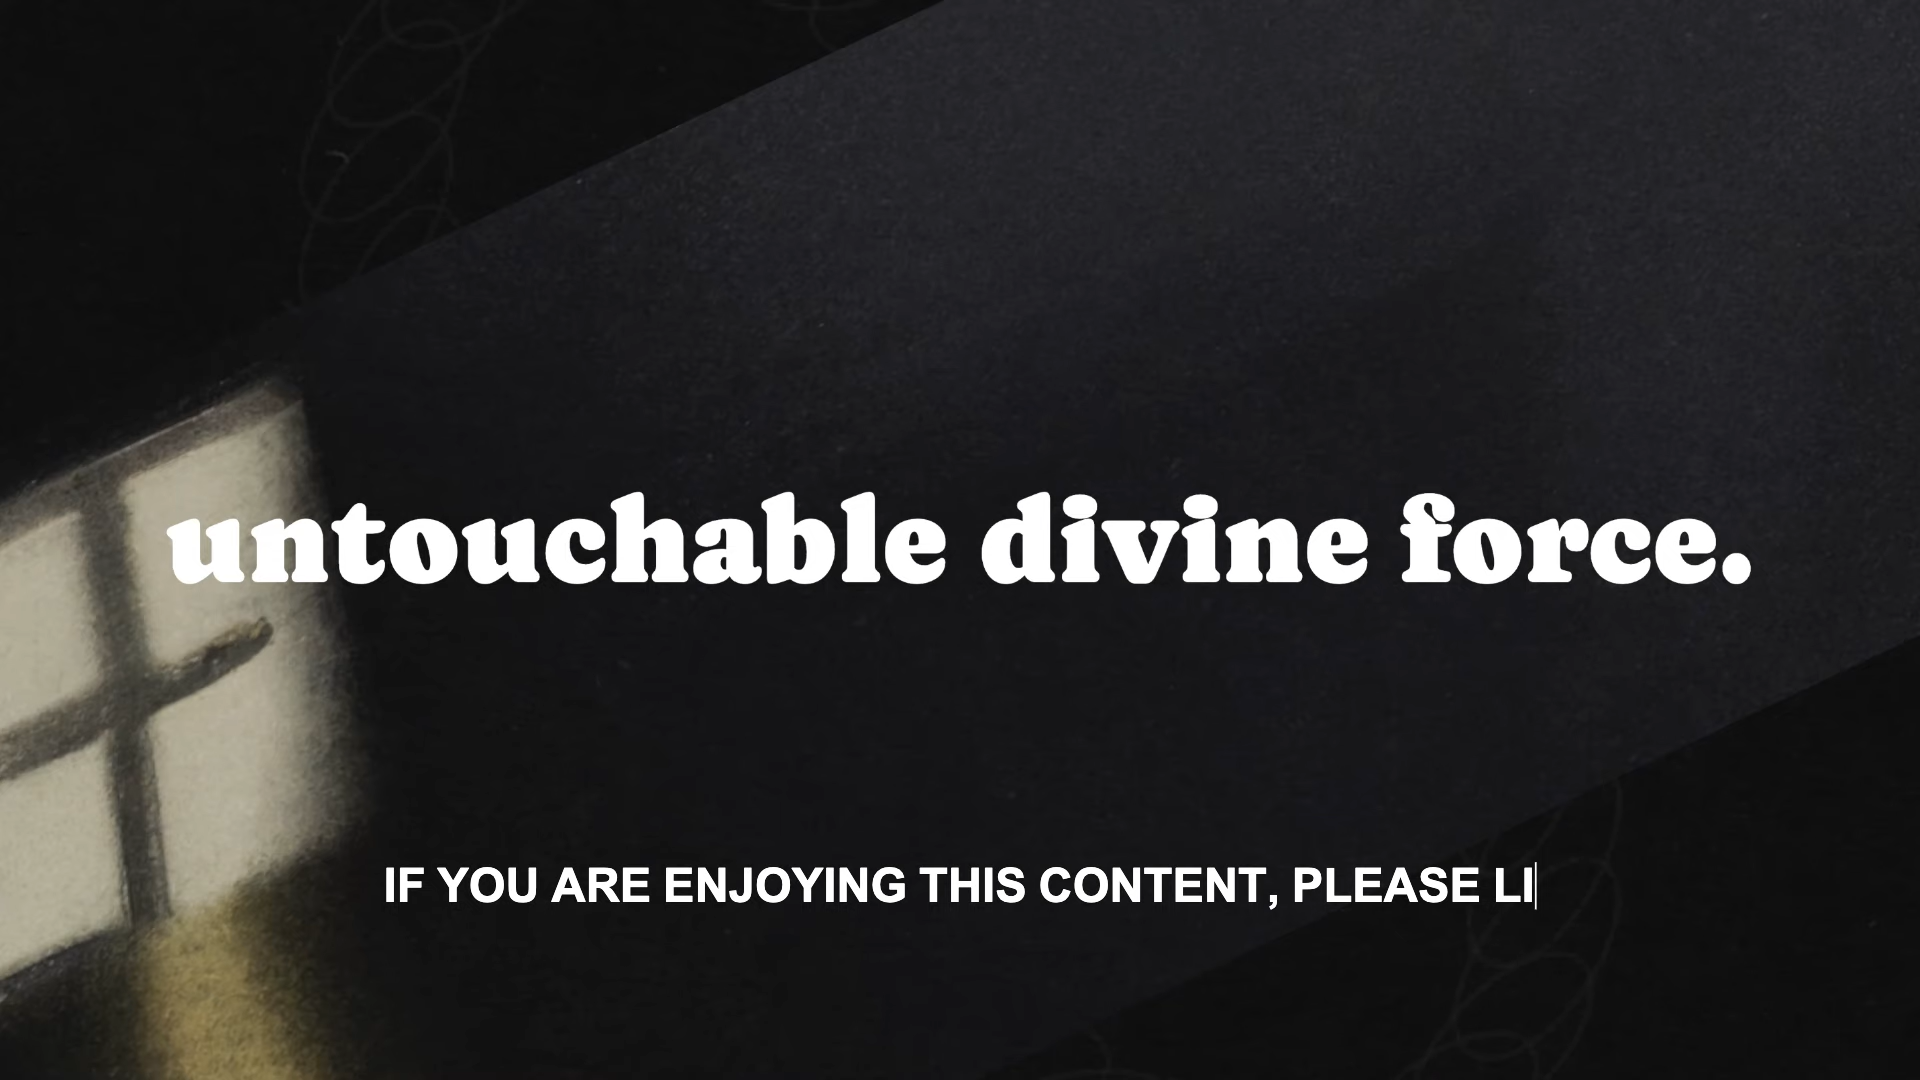 untouchable divine force.
IF YOU ARE ENJOYING THIS CONTENT, PLEASE LI